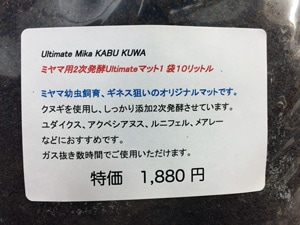 Ultimate Mika KABU KUWA
ミヤマ用2次発酵Ultimateマット1 袋10リットル
ミヤマ幼虫飼育、ギネス狙いのオリジナルマットです。
クヌギを使用し、しっかり添加2次発酵させています。
ユダイクス、アクベシアヌス、ルニフェル、メアレー
などにおすすめです。
ガス抜き数時間でご使用いただけます。
特価 1,880 円